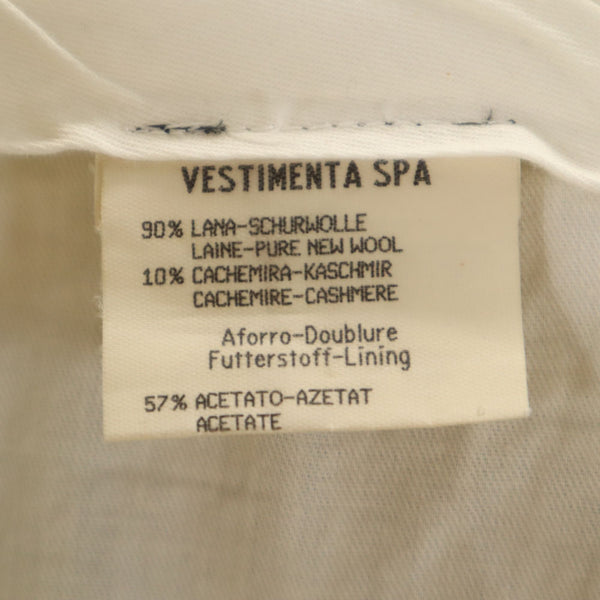 VESTIMENTA SPA
90% LANA-SCHURWOLLE
LAINE-PURE NEW WOOL
10% CACHEMIRA-KASCHMIR
CACHEMIRE-CASHMERE
Aforro-Doublure
Futterstoff-Lining
57% ACETATO-AZETAT
ACETATE